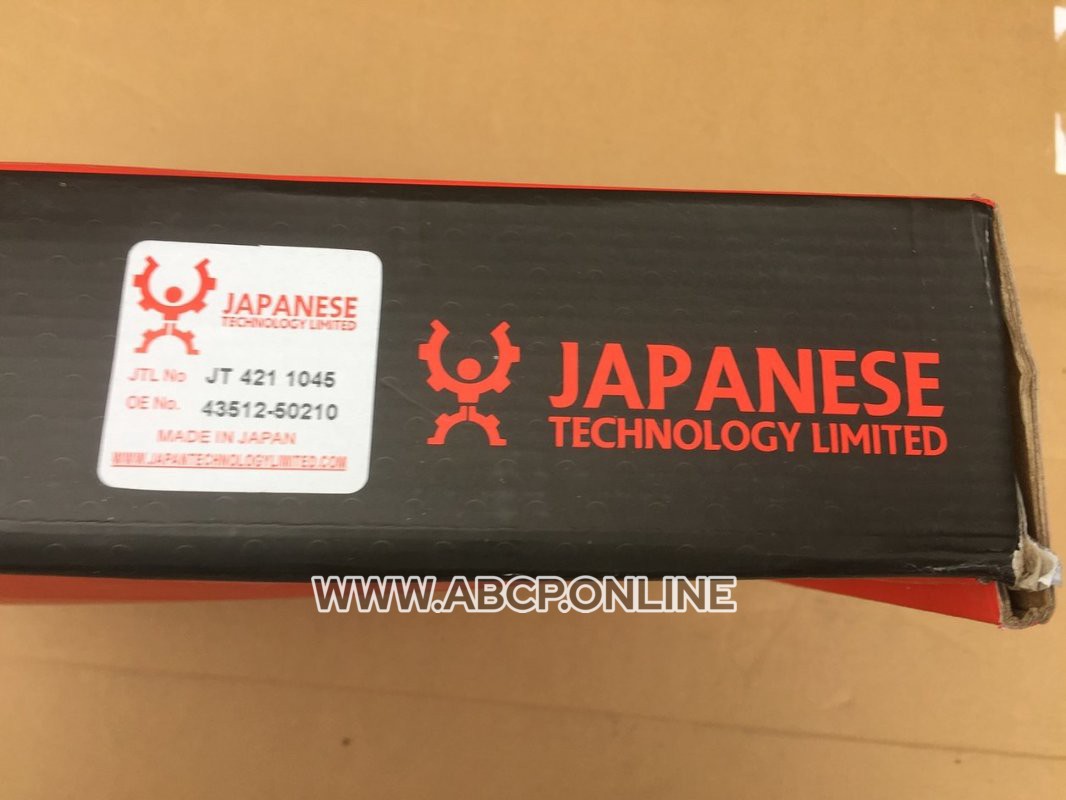 JAPANESE
TECHNOLOGY LIMITED
JTL No JT 421 1045
OE No. 43512-50210
MADE IN JAPAN
WWW.JAPANTECHNOLOGYLIMITED.COM
JAPANESE
TECHNOLOGY LIMITED
WWW.ABCP.ONLINE